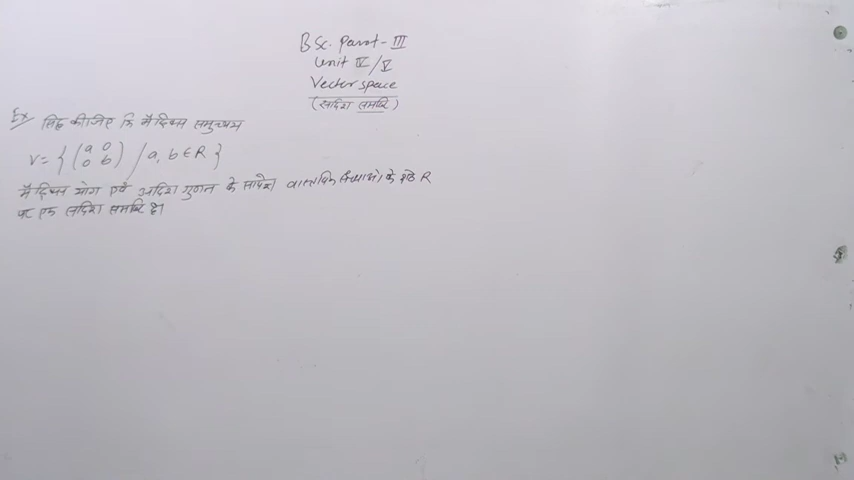 B Sc. Part - III
Unit IV / V
Vector space
(सदिश समष्टि)
Ex सिद्ध कीजिए कि मैट्रिक्स समुच्चय
V = { ( a 0 0 b ) / a, b ∈ R }
मैट्रिक्स योग एवं अदिश गुणन के सापेक्ष वास्तविक संख्याओं के क्षेत्र R
पर एक सदिश समष्टि है।